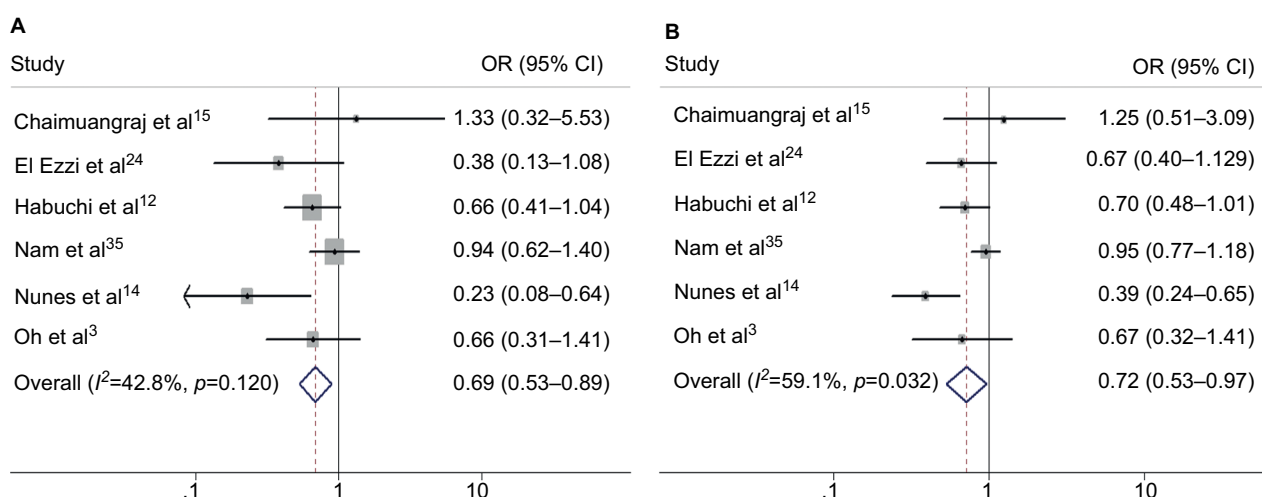 A
Study OR (95% CI)
Chaimuangraj et al15 1.33 (0.32–5.53)
El Ezzi et al24 0.38 (0.13–1.08)
Habuchi et al12 0.66 (0.41–1.04)
Nam et al35 0.94 (0.62–1.40)
Nunes et al14 0.23 (0.08–0.64)
Oh et al3 0.66 (0.31–1.41)
Overall (I2=42.8%, p=0.120) 0.69 (0.53–0.89)
.1 1 10
B
Study OR (95% CI)
Chaimuangraj et al15 1.25 (0.51–3.09)
El Ezzi et al24 0.67 (0.40–1.129)
Habuchi et al12 0.70 (0.48–1.01)
Nam et al35 0.95 (0.77–1.18)
Nunes et al14 0.39 (0.24–0.65)
Oh et al3 0.67 (0.32–1.41)
Overall (I2=59.1%, p=0.032) 0.72 (0.53–0.97)
.1 1 10